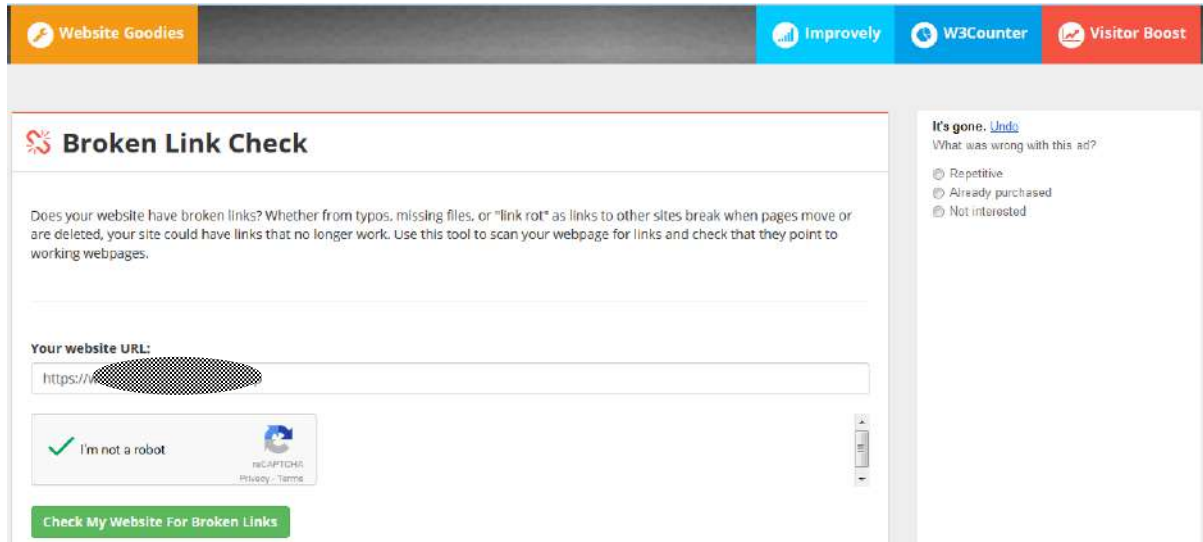 Website Goodies
Improvely
W3Counter
Visitor Boost
Broken Link Check
Does your website have broken links? Whether from typos, missing files, or "link rot" as links to other sites break when pages move or
are deleted, your site could have links that no longer work. Use this tool to scan your webpage for links and check that they point to
working webpages.
Your website URL:
https://w
I'm not a robot
reCAPTCHA
Privacy - Terms
Check My Website For Broken Links
It's gone. Undo
What was wrong with this ad?
Repetitive
Already purchased
Not interested